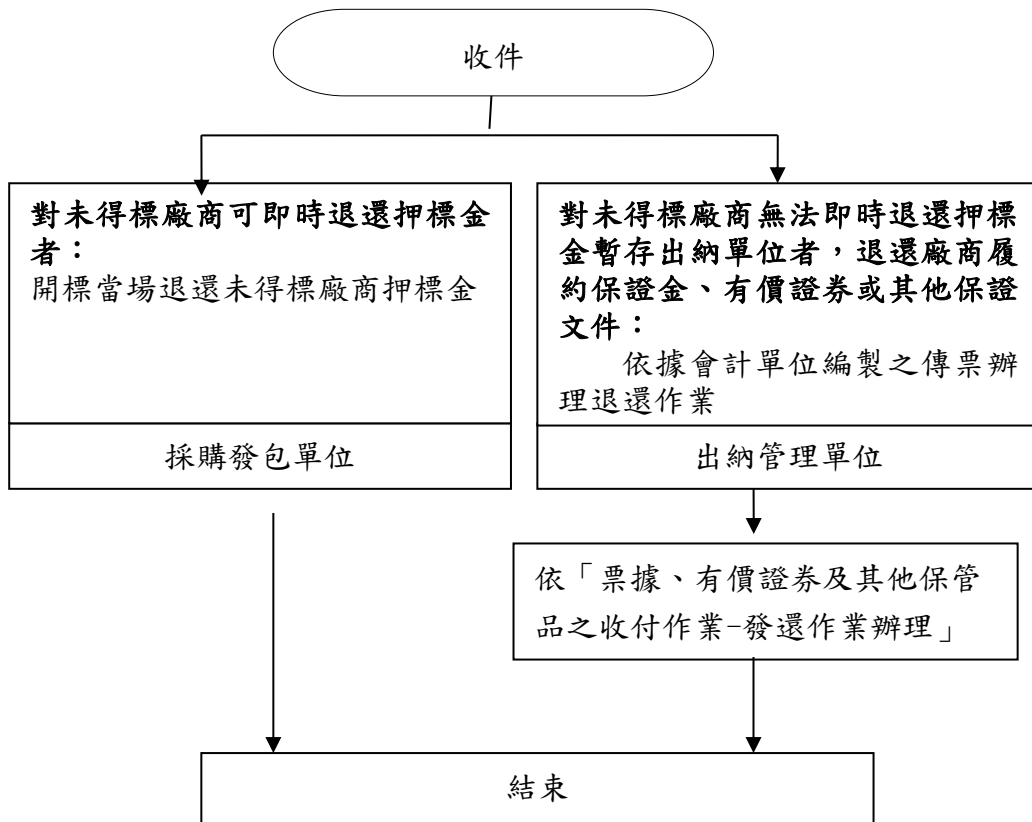 收件
對未得標廠商可即時退還押標金
者：
開標當場退還未得標廠商押標金
採購發包單位
對未得標廠商無法即時退還押標
金暫存出納單位者，退還廠商履
約保證金、有價證券或其他保證
文件：
依據會計單位編製之傳票辦
理退還作業
出納管理單位
依「票據、有價證券及其他保管
品之收付作業-發還作業辦理」
結束